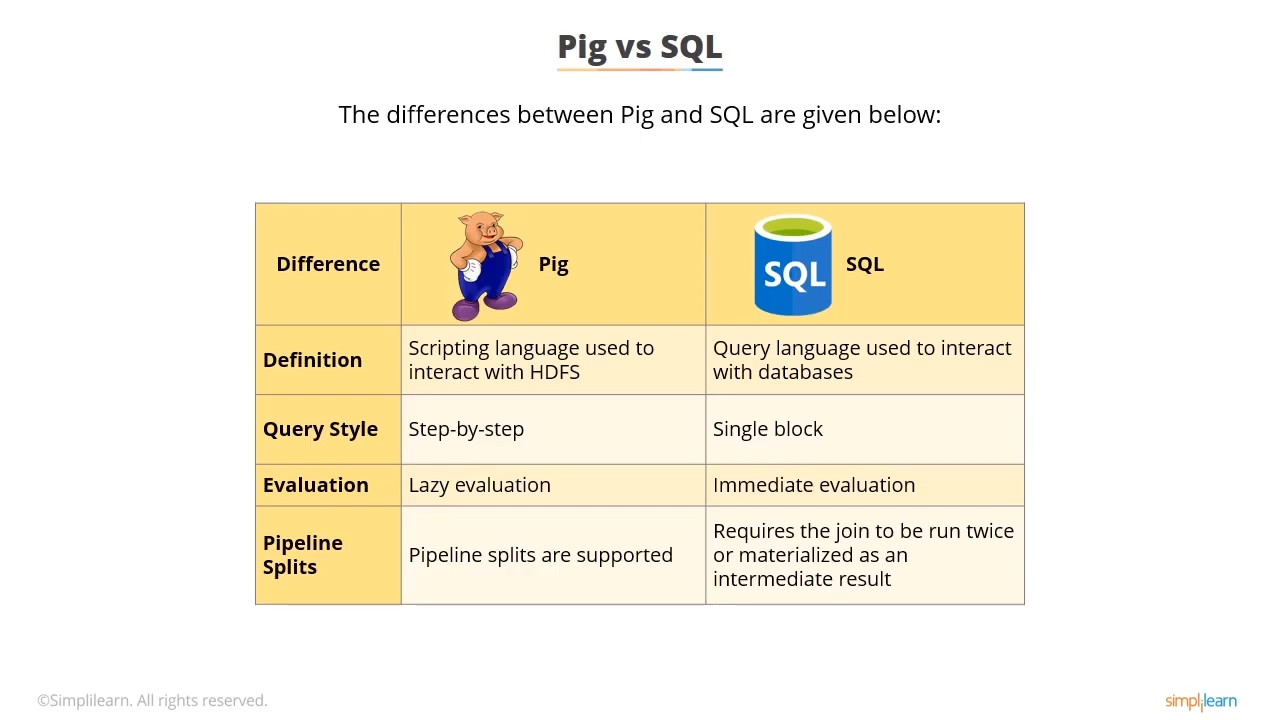 Pig vs SQL
The differences between Pig and SQL are given below:
Difference
Pig
SQL
SQL
Definition
Scripting language used to
interact with HDFS
Query language used to interact
with databases
Query Style
Step-by-step
Single block
Evaluation
Lazy evaluation
Immediate evaluation
Pipeline
Splits
Pipeline splits are supported
Requires the join to be run twice
or materialized as an
intermediate result
©Simplilearn. All rights reserved.
simplilearn